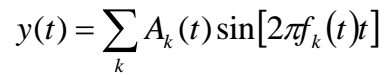 y(t) = ∑ₖ Aₖ(t) sin[2πfₖ(t)t]